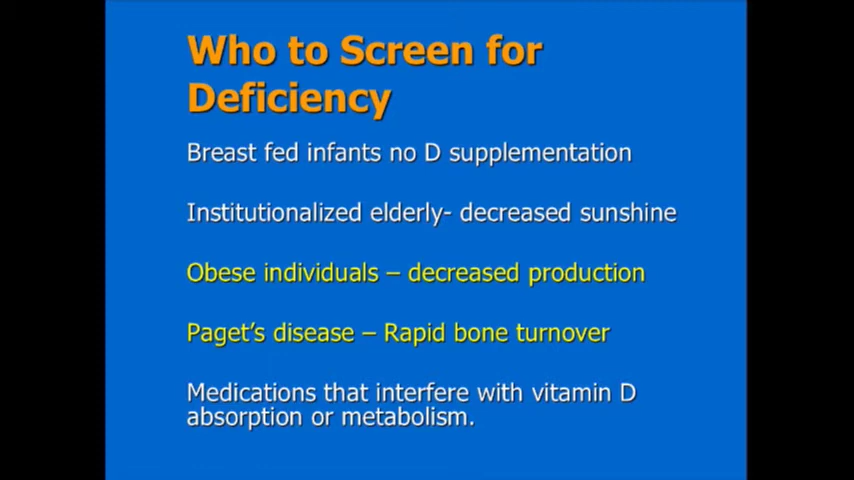 Who to Screen for
Deficiency
Breast fed infants no D supplementation
Institutionalized elderly- decreased sunshine
Obese individuals – decreased production
Paget's disease – Rapid bone turnover
Medications that interfere with vitamin D
absorption or metabolism.